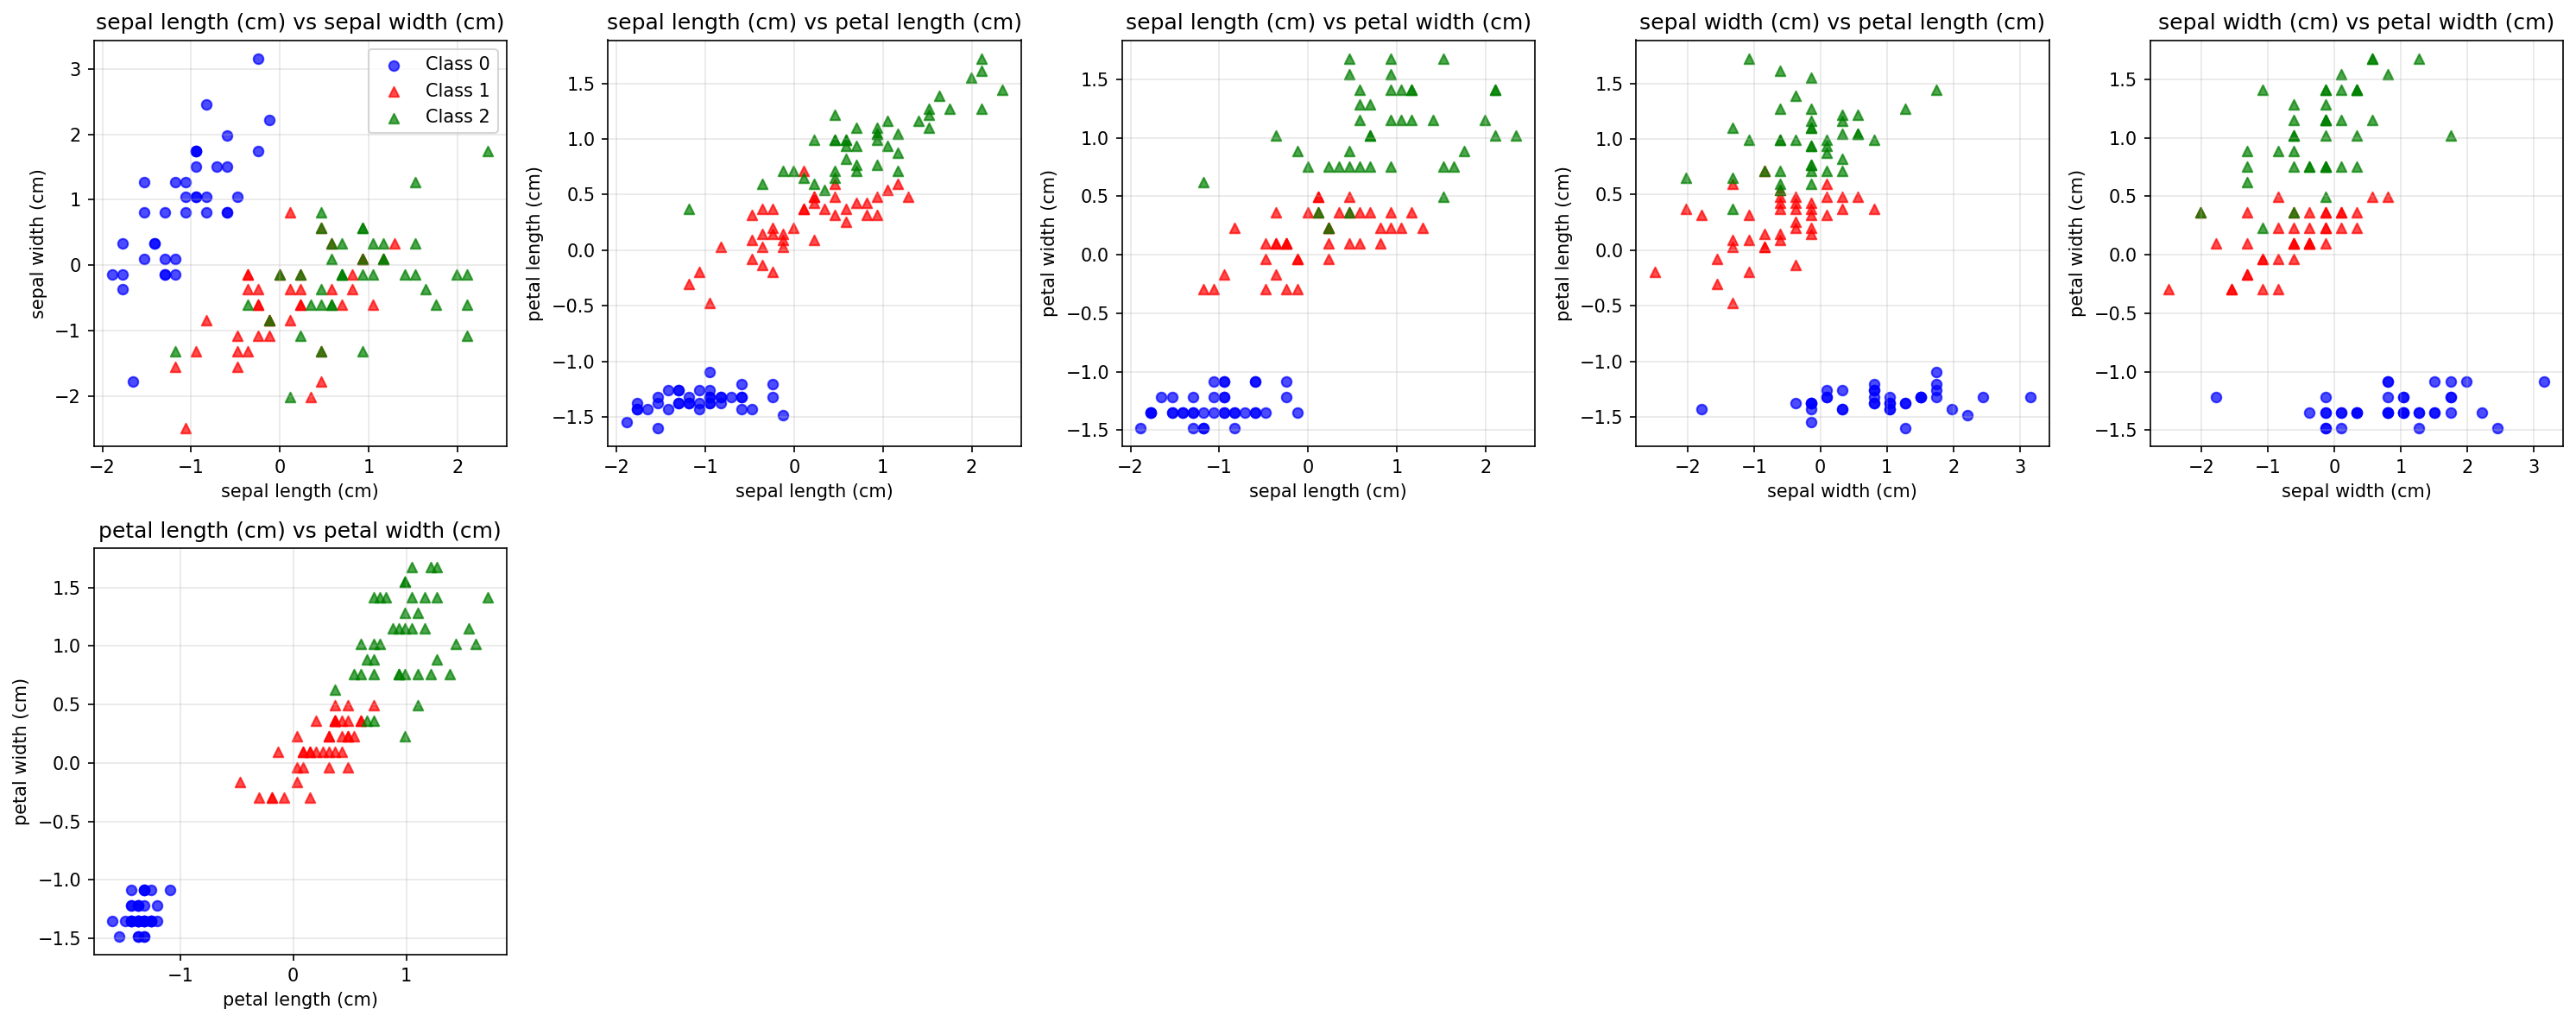 sepal length (cm) vs sepal width (cm)
3
2
1
0
−1
−2
sepal width (cm)
Class 0
Class 1
Class 2
−2 −1 0 1 2
sepal length (cm)
sepal length (cm) vs petal length (cm)
1.5
1.0
0.5
0.0
−0.5
−1.0
−1.5
petal length (cm)
−2 −1 0 1 2
sepal length (cm)
sepal length (cm) vs petal width (cm)
1.5
1.0
0.5
0.0
−0.5
−1.0
−1.5
petal width (cm)
−2 −1 0 1 2
sepal length (cm)
sepal width (cm) vs petal length (cm)
1.5
1.0
0.5
0.0
−0.5
−1.0
−1.5
petal length (cm)
−2 −1 0 1 2 3
sepal width (cm)
sepal width (cm) vs petal width (cm)
1.5
1.0
0.5
0.0
−0.5
−1.0
−1.5
petal width (cm)
−2 −1 0 1 2 3
sepal width (cm)
petal length (cm) vs petal width (cm)
1.5
1.0
0.5
0.0
−0.5
−1.0
−1.5
petal width (cm)
−1 0 1
petal length (cm)